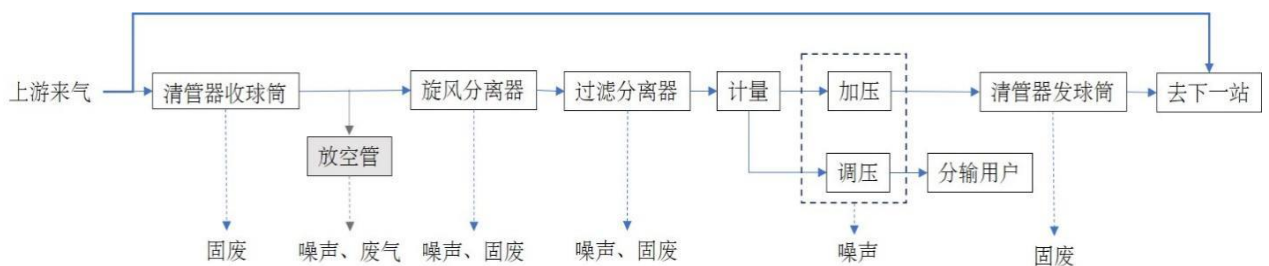 上游来气
清管器收球筒
旋风分离器
过滤分离器
计量
加压
清管器发球筒
去下一站
放空管
调压
分输用户
固废
噪声、废气
噪声、固废
噪声、固废
噪声
固废